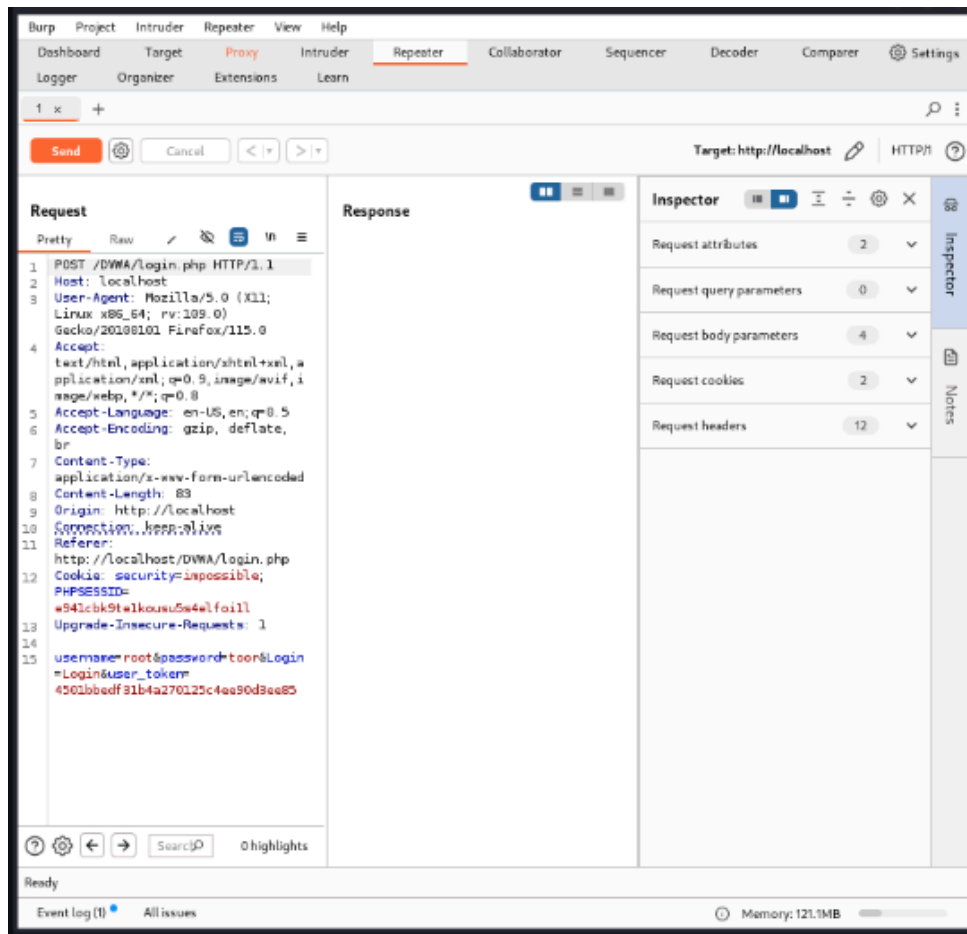 Burp Project Intruder Repeater View Help
Dashboard Target Proxy Intruder Repeater Collaborator Sequencer Decoder Comparer Settings
Logger Organizer Extensions Learn
1 × +
Send Cancel < > Target: http://localhost HTTP/1
Request
Pretty Raw \n
1 POST /DVWA/login.php HTTP/1.1
2 Host: localhost
3 User-Agent: Mozilla/5.0 (X11;
Linux x86_64; rv:109.0)
Gecko/20100101 Firefox/115.0
4 Accept:
text/html,application/xhtml+xml,a
pplication/xml;q=0.9,image/avif,i
mage/webp,*/*;q=0.8
5 Accept-Language: en-US,en;q=0.5
6 Accept-Encoding: gzip, deflate,
br
7 Content-Type:
application/x-www-form-urlencoded
8 Content-Length: 83
9 Origin: http://localhost
10 Connection: keep-alive
11 Referer:
http://localhost/DVWA/login.php
12 Cookie: security=impossible;
PHPSESSID=
13 Upgrade-Insecure-Requests: 1
14
15 username=root&password=toor&Login
=Login&user_token=
4501bbedf31b4a270125c4ee90d3ee85
Search 0 highlights
Response
Inspector
Request attributes 2
Request query parameters 0
Request body parameters 4
Request cookies 2
Request headers 12
Inspector
Notes
Ready
Event log (1) All issues Memory: 121.1MB